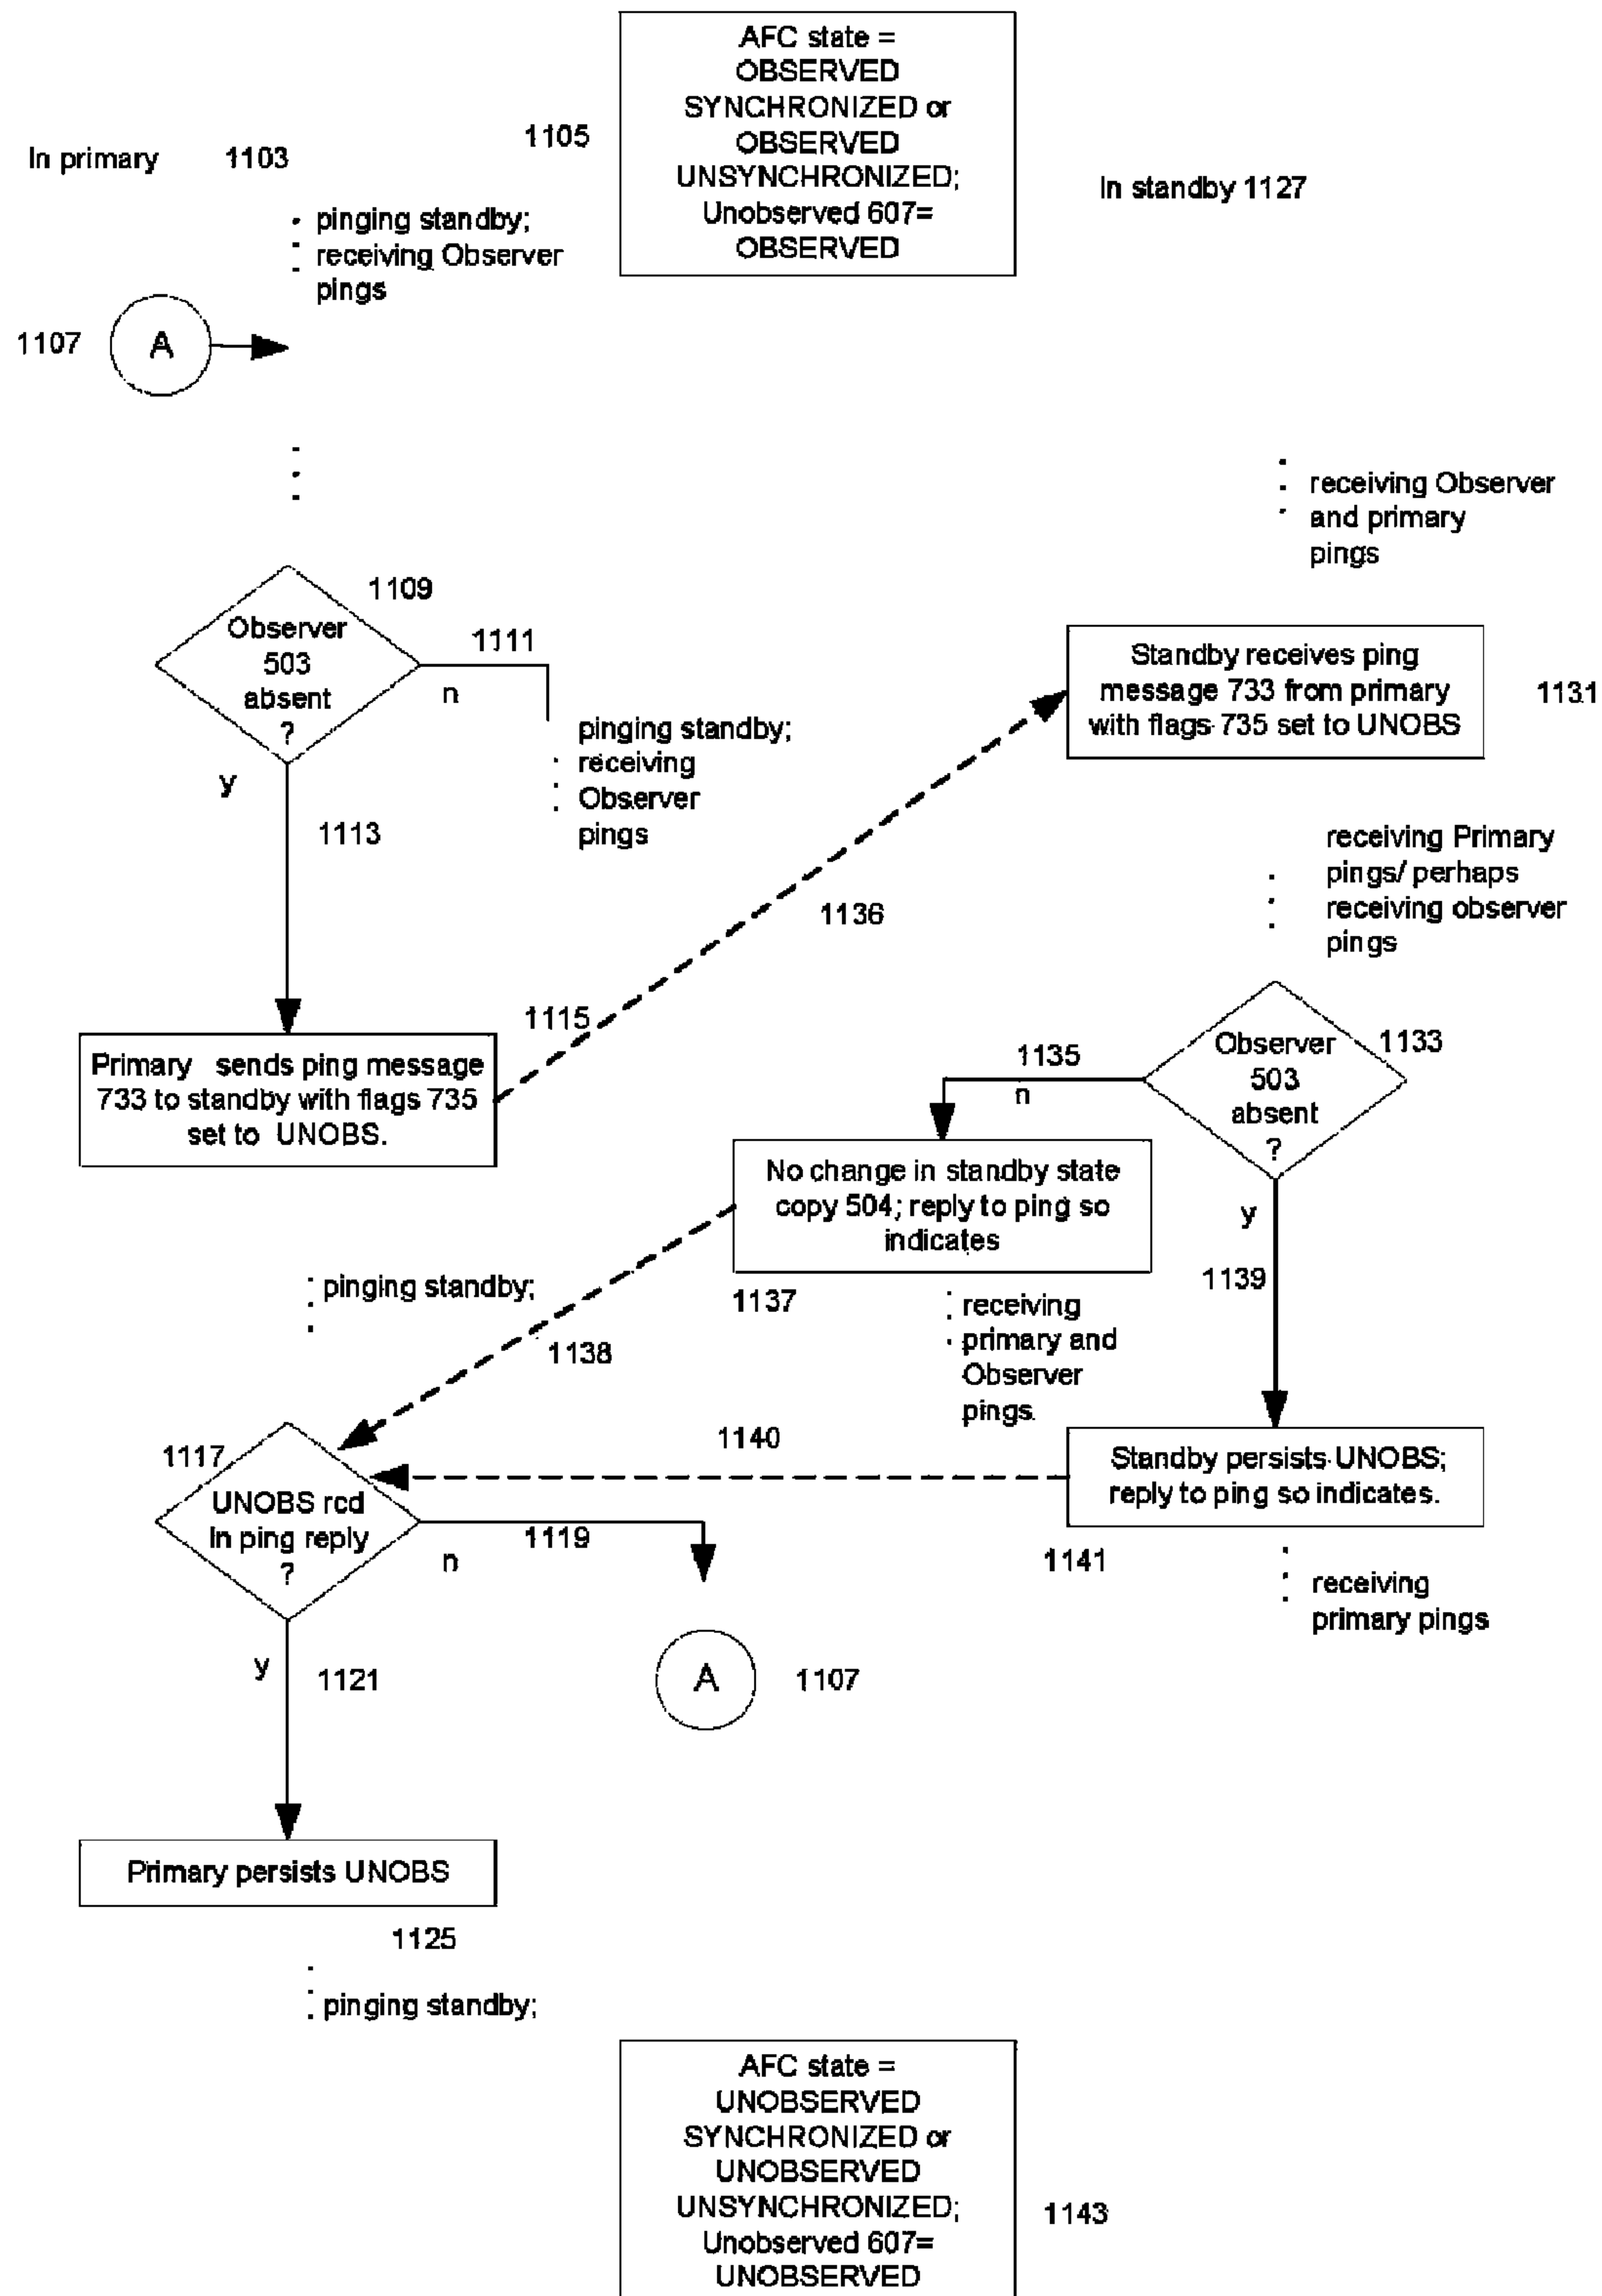 AFC state =
OBSERVED
SYNCHRONIZED or
OBSERVED
UNSYNCHRONIZED;
Unobserved 607=
OBSERVED
1105
In primary
1103
In standby 1127
pinging standby;
receiving Observer
pings
1107
A
receiving Observer
and primary
pings
1109
Observer
503
absent
?
1111
n
y
1113
pinging standby;
receiving
Observer
pings
Standby receives ping
message 733 from primary
with flags 735 set to UNOBS
1131
1136
receiving Primary
pings/ perhaps
receiving observer
pings
1115
Primary sends ping message
733 to standby with flags 735
set to UNOBS.
1133
Observer
503
absent
?
1135
n
y
1139
No change in standby state
copy 504; reply to ping so
indicates
1137
receiving
primary and
Observer
pings.
pinging standby;
1138
1140
Standby persists UNOBS;
reply to ping so indicates.
1141
receiving
primary pings
1117
UNOBS rcd
In ping reply
?
1119
n
y
1121
A
1107
Primary persists UNOBS
1125
pinging standby;
AFC state =
UNOBSERVED
SYNCHRONIZED or
UNOBSERVED
UNSYNCHRONIZED;
Unobserved 607=
UNOBSERVED
1143